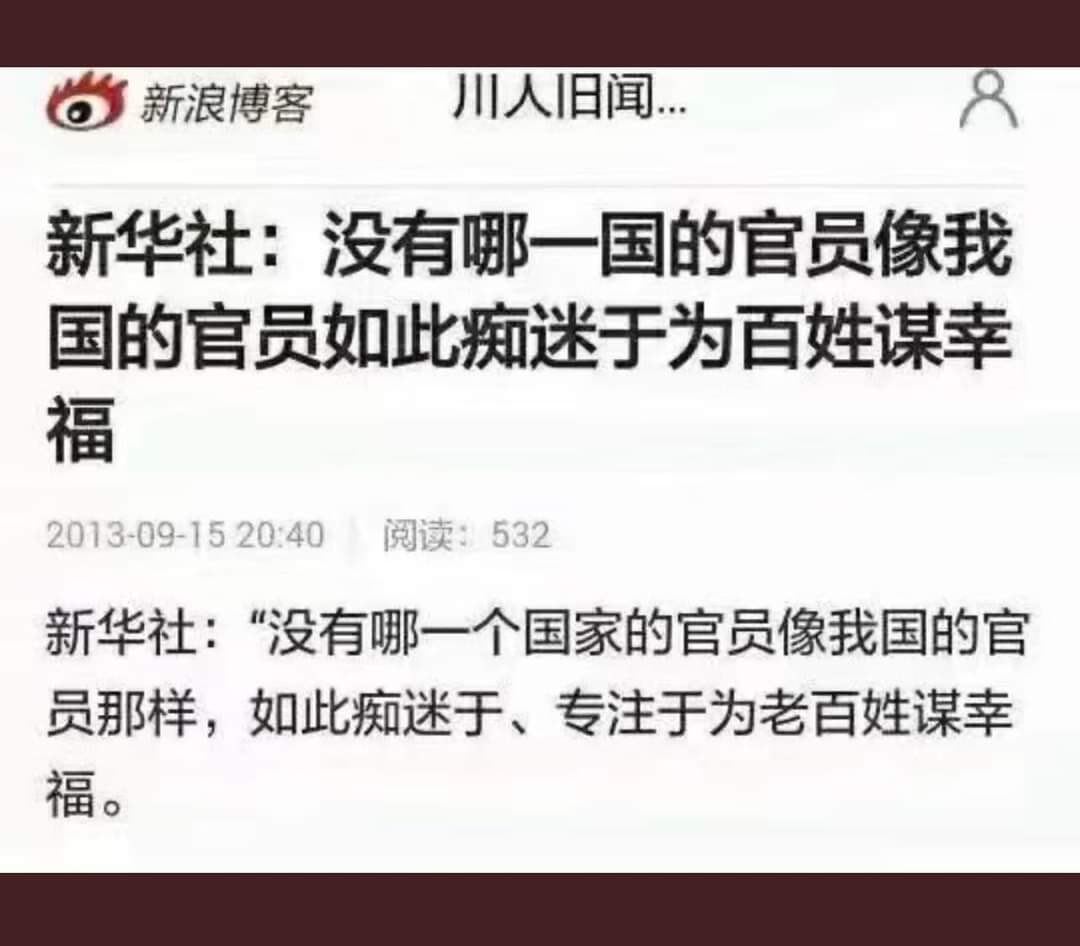 新浪博客
川人旧闻...
新华社：没有哪一国的官员像我
国的官员如此痴迷于为百姓谋幸
福
2013-09-15 20:40 | 阅读：532
新华社：“没有哪一个国家的官员像我国的官
员那样，如此痴迷于、专注于为老百姓谋幸
福。